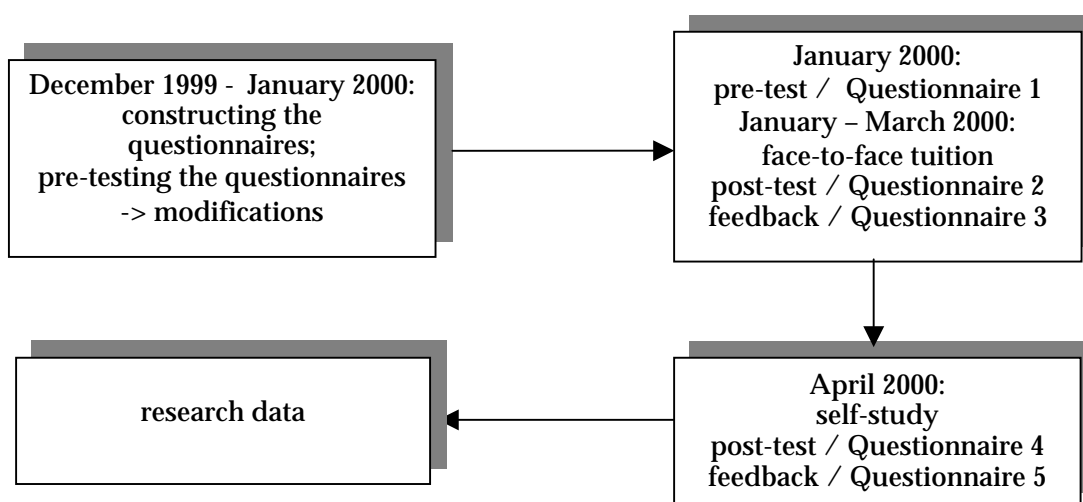 December 1999 - January 2000:
constructing the
questionnaires;
pre-testing the questionnaires
-> modifications
January 2000:
pre-test / Questionnaire 1
January – March 2000:
face-to-face tuition
post-test / Questionnaire 2
feedback / Questionnaire 3
April 2000:
self-study
post-test / Questionnaire 4
feedback / Questionnaire 5
research data